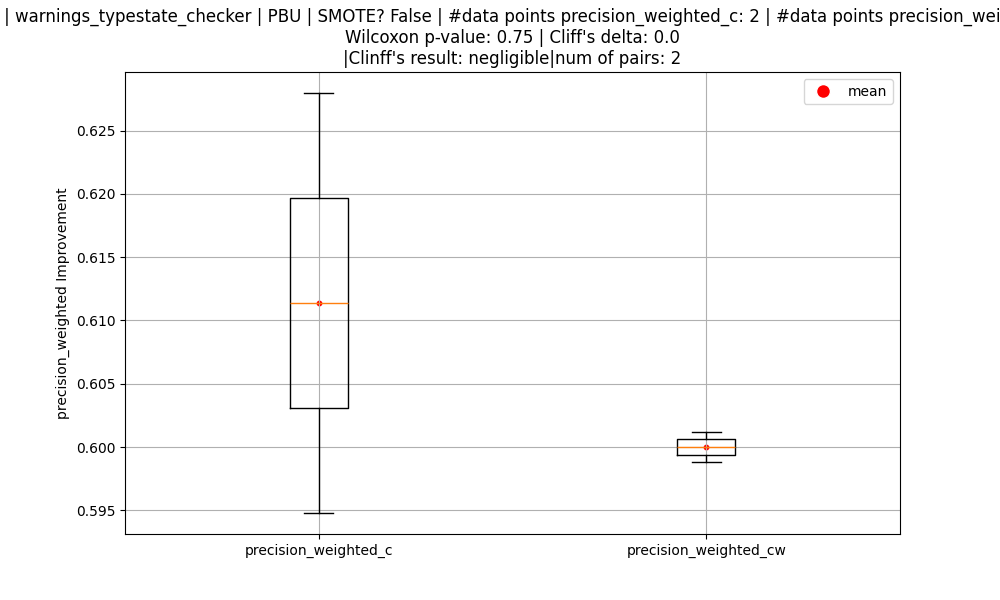 | warnings_typestate_checker | PBU | SMOTE? False | #data points precision_weighted_c: 2 | #data points precision_wei
Wilcoxon p-value: 0.75 | Cliff's delta: 0.0
|Clinff's result: negligible|num of pairs: 2
mean
precision_weighted Improvement
0.625
0.620
0.615
0.610
0.605
0.600
0.595
precision_weighted_c
precision_weighted_cw